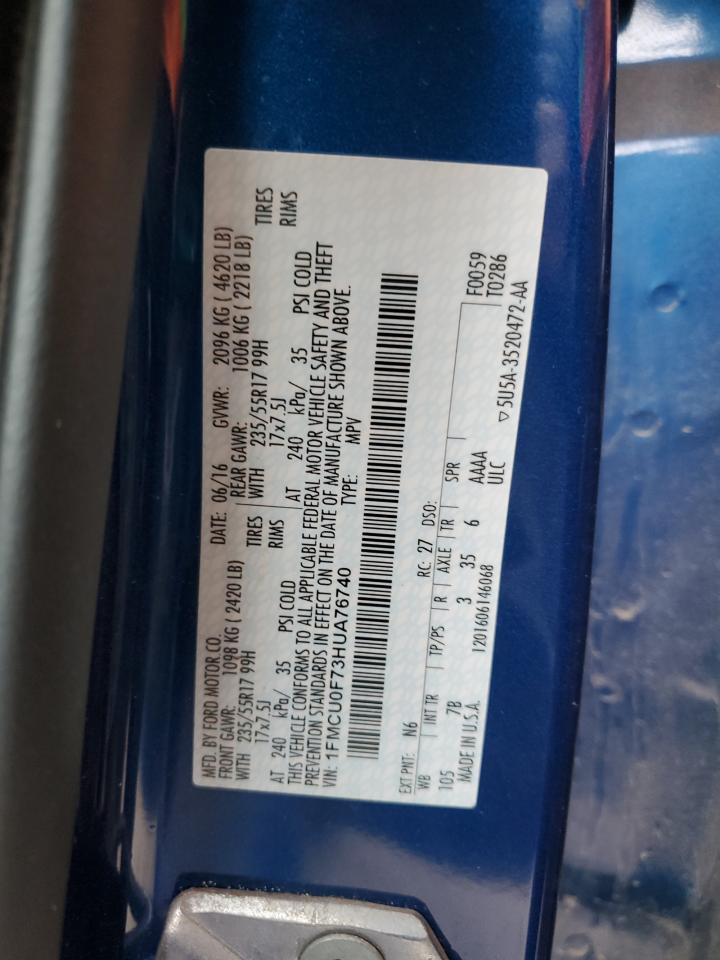 MFD. BY FORD MOTOR CO.
DATE: 06/16 GVWR: 2096 KG ( 4620 LB)
FRONT GAWR: 1098 KG ( 2420 LB) REAR GAWR: 1006 KG ( 2218 LB)
WITH 235/55R17 99H TIRES WITH 235/55R17 99H TIRES
17x7.5J RIMS 17x7.5J RIMS
AT 240 kPa/ 35 PSI COLD AT 240 kPa/ 35 PSI COLD
THIS VEHICLE CONFORMS TO ALL APPLICABLE FEDERAL MOTOR VEHICLE SAFETY AND THEFT
PREVENTION STANDARDS IN EFFECT ON THE DATE OF MANUFACTURE SHOWN ABOVE.
VIN: 1FMCU0F73HUA76740 TYPE: MPV
EXT PNT: N6 RC: 27 DSO: F0059
WB INT TR TP/PS R AXLE TR SPR T0286
105 7B 3 35 6 AAAA ▽5U5A-3520472-AA
MADE IN U.S.A. 1201606146068 ULC